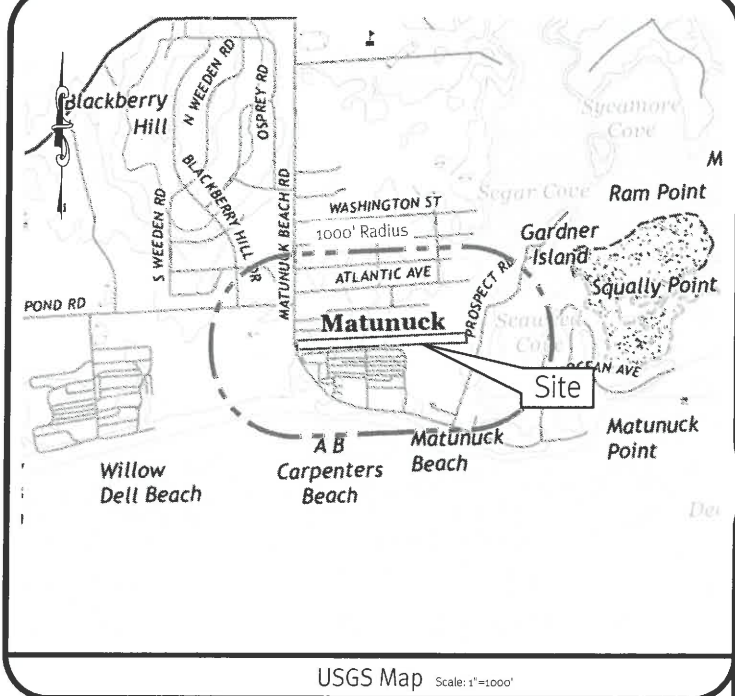 Blackberry
Hill
N WEEDEN RD
OSPREY RD
BLACKBERRY HILL DR
S WEEDEN RD
MATUNUCK BEACH RD
Sycamore
Cove
M
Segar Cove
Ram Point
WASHINGTON ST
1000' Radius
Gardner
Island
ATLANTIC AVE
PROSPECT RD
Squally Point
POND RD
Matunuck
Cove
OCEAN AVE
Site
Matunuck
Point
A B
Carpenters
Beach
Matunuck
Beach
Willow
Dell Beach
USGS Map Scale: 1"=1000'